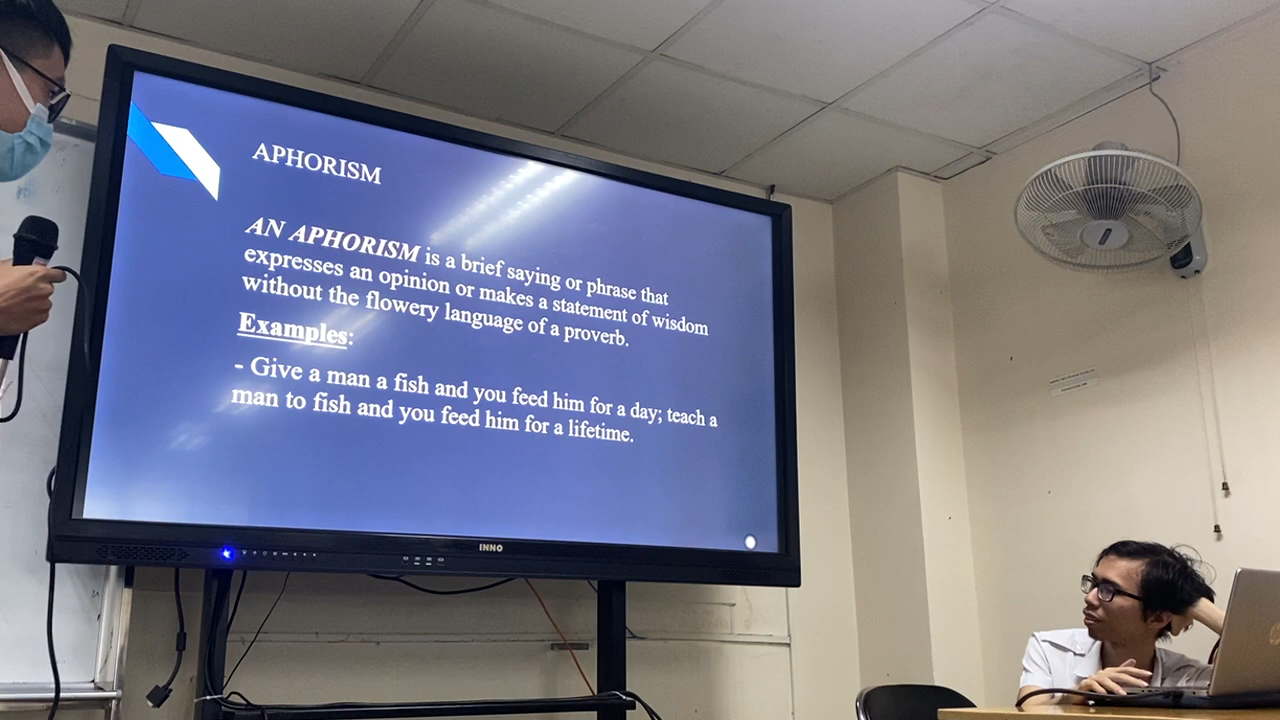 APHORISM
AN APHORISM is a brief saying or phrase that
expresses an opinion or makes a statement of wisdom
without the flowery language of a proverb.
Examples:
- Give a man a fish and you feed him for a day; teach a
man to fish and you feed him for a lifetime.
INNO